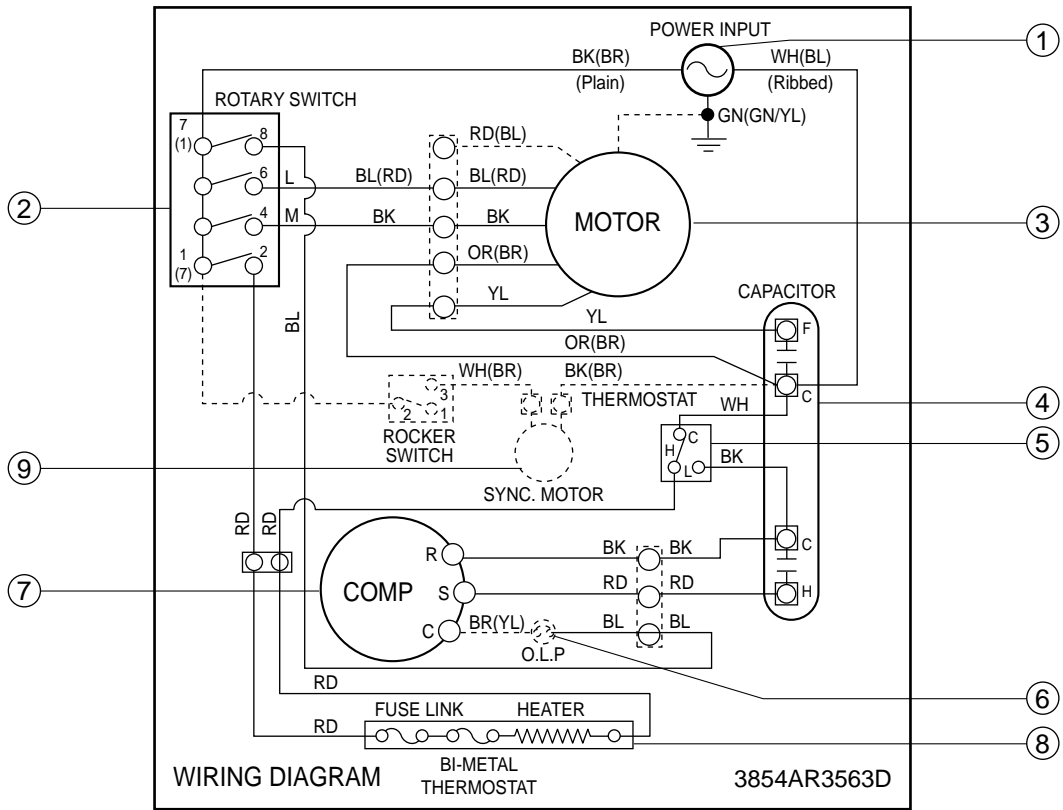 POWER INPUT
1
BK(BR)
WH(BL)
(Plain)
(Ribbed)
ROTARY SWITCH
GN(GN/YL)
7
(1)
8
RD(BL)
2
6
L
BL(RD)
BL(RD)
4
M
BK
BK
MOTOR
3
1
(7)
2
OR(BR)
YL
CAPACITOR
BL
YL
F
OR(BR)
WH(BR)
BK(BR)
3
2
1
THERMOSTAT
C
4
WH
ROCKER
SWITCH
C
H
L
5
BK
9
SYNC. MOTOR
RD
RD
R
BK
BK
C
7
COMP
S
RD
RD
H
C
BR(YL)
BL
BL
O.L.P
RD
6
FUSE LINK
HEATER
RD
8
BI-METAL
THERMOSTAT
WIRING DIAGRAM
3854AR3563D